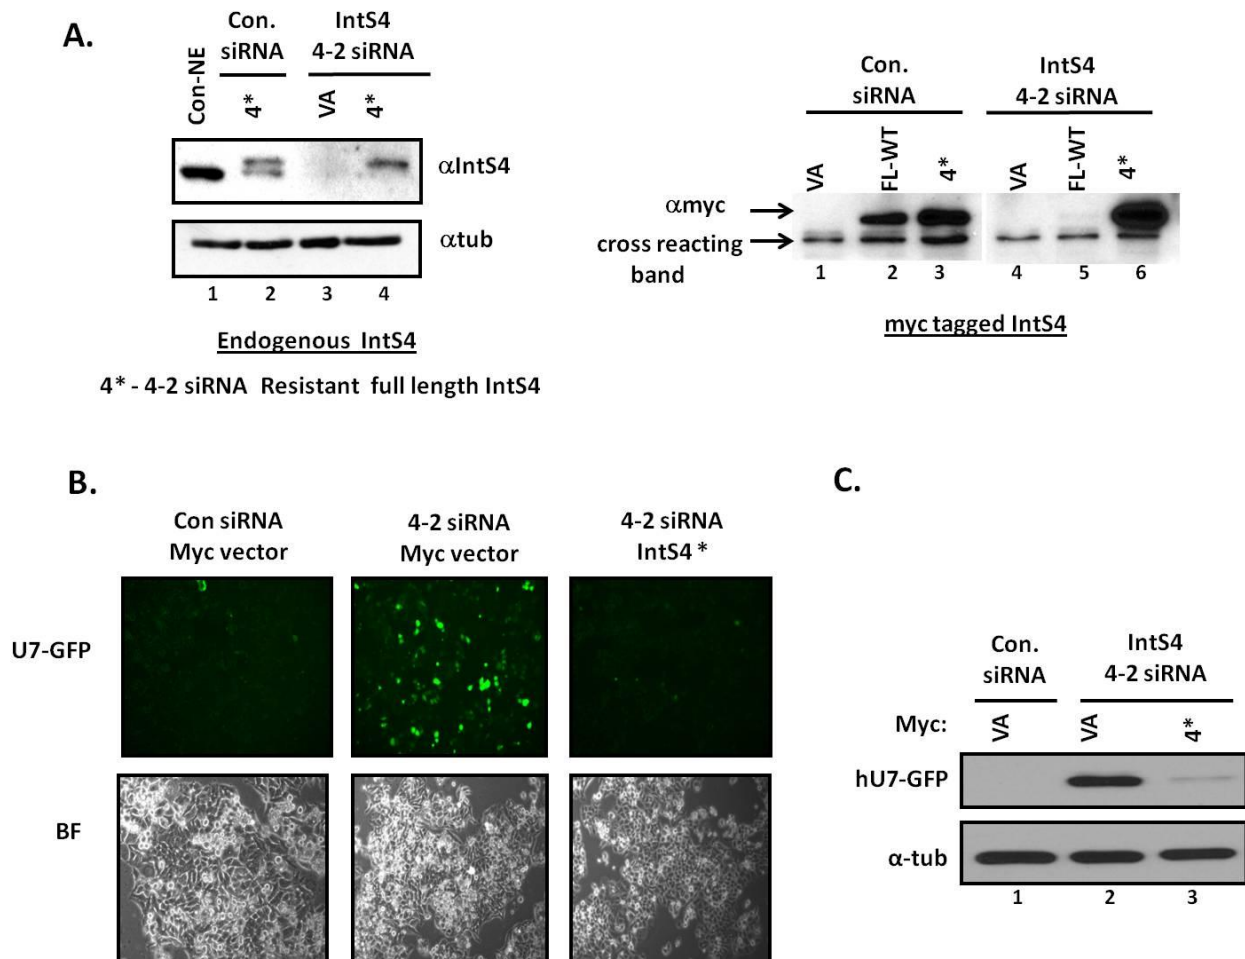 A.
Con.
siRNA
IntS4
4-2 siRNA
Con-NE
4*
VA
4*
αIntS4
αtub
1 2 3 4
Endogenous IntS4
4* - 4-2 siRNA Resistant full length IntS4
Con.
siRNA
IntS4
4-2 siRNA
VA
FL-WT
4*
VA
FL-WT
4*
αmyc
cross reacting
band
1 2 3 4 5 6
myc tagged IntS4
B.
Con siRNA
Myc vector
4-2 siRNA
Myc vector
4-2 siRNA
IntS4 *
U7-GFP
BF
C.
Con.
siRNA
IntS4
4-2 siRNA
Myc:
VA
VA
4*
hU7-GFP
α-tub
1 2 3